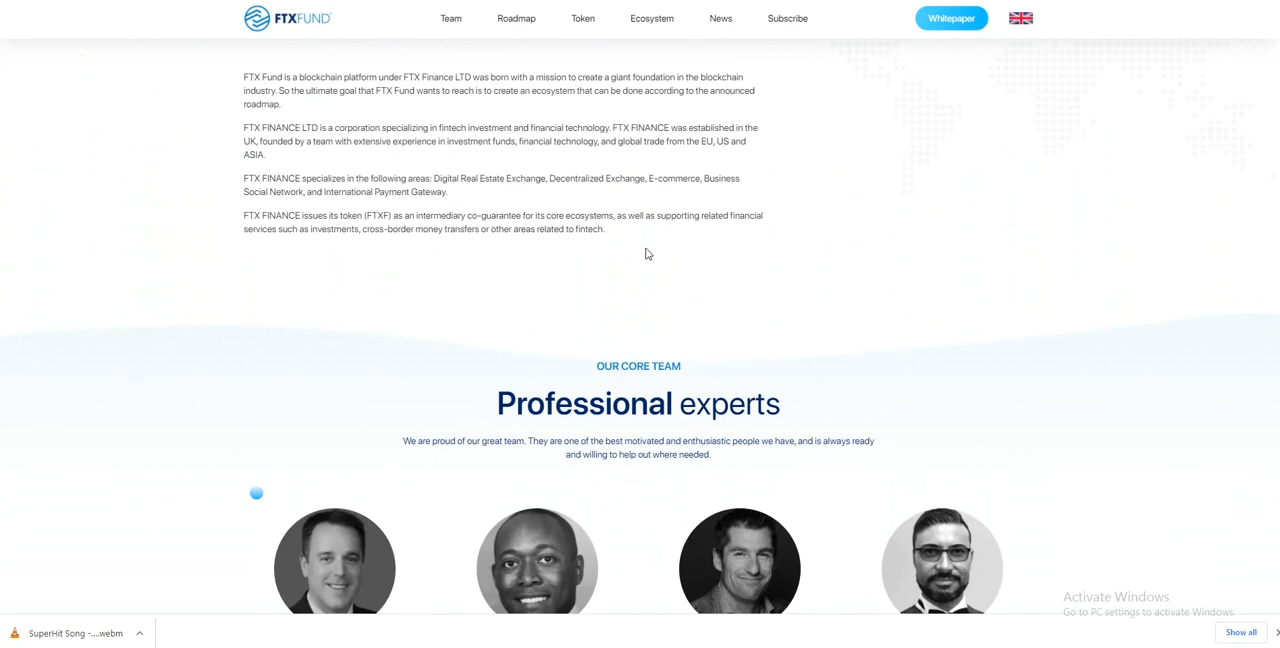 FTXFUND
Team
Roadmap
Token
Ecosystem
News
Subscribe
Whitepaper
FTX Fund is a blockchain platform under FTX Finance LTD was born with a mission to create a giant foundation in the blockchain
industry. So the ultimate goal that FTX Fund wants to reach is to create an ecosystem that can be done according to the announced
roadmap.
FTX FINANCE LTD is a corporation specializing in fintech investment and financial technology. FTX FINANCE was established in the
UK, founded by a team with extensive experience in investment funds, financial technology, and global trade from the EU, US and
ASIA.
FTX FINANCE specializes in the following areas: Digital Real Estate Exchange, Decentralized Exchange, E-commerce, Business
Social Network, and International Payment Gateway.
FTX FINANCE issues its token (FTXF) as an intermediary co-guarantee for its core ecosystems, as well as supporting related financial
services such as investments, cross-border money transfers or other areas related to fintech.
OUR CORE TEAM
Professional experts
We are proud of our great team. They are one of the best motivated and enthusiastic people we have, and is always ready
and willing to help out where needed.
Activate Windows
Go to PC settings to activate Windows.
SuperHit Song -....webm
Show all